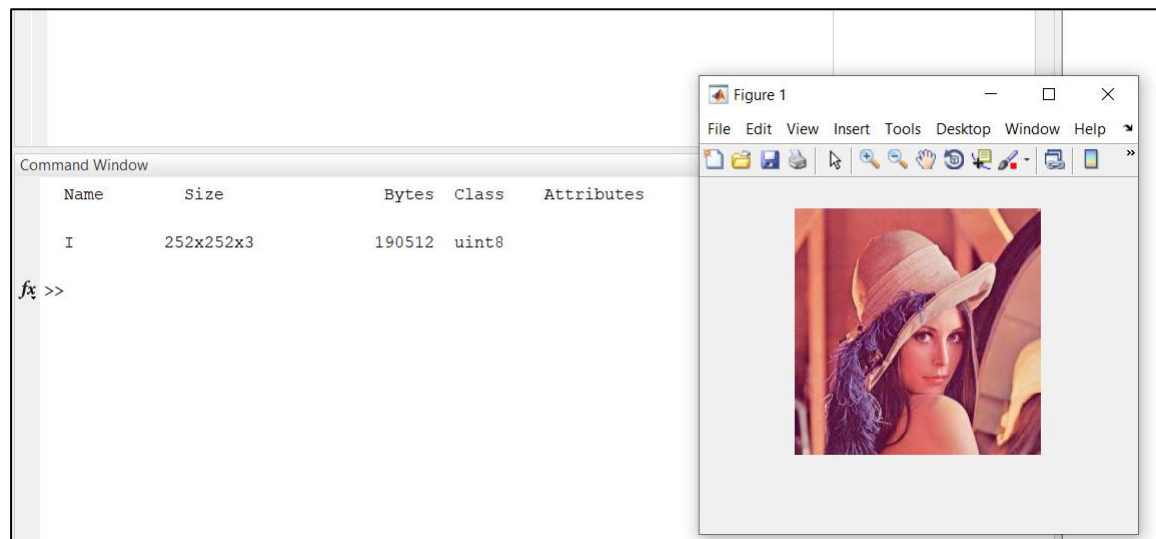 Figure 1
File Edit View Insert Tools Desktop Window Help
Command Window
Name Size Bytes Class Attributes
I 252x252x3 190512 uint8
fx >>